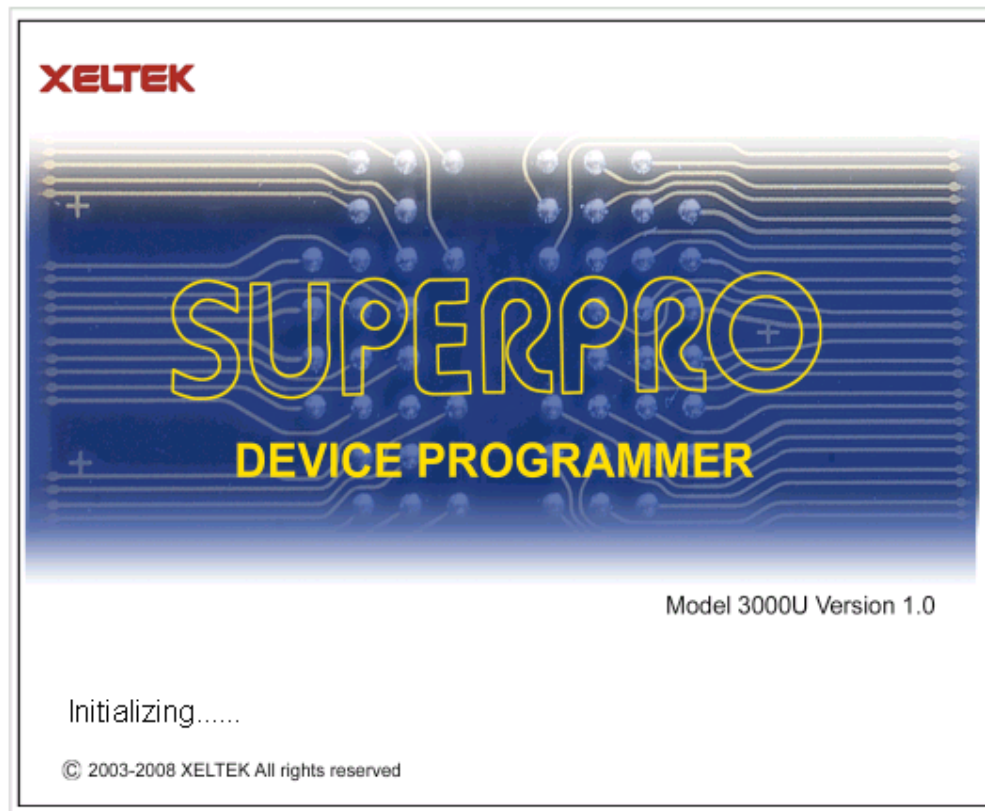 XELTEK
SUPERPRO
DEVICE PROGRAMMER
Model 3000U Version 1.0
Initializing......
© 2003-2008 XELTEK All rights reserved